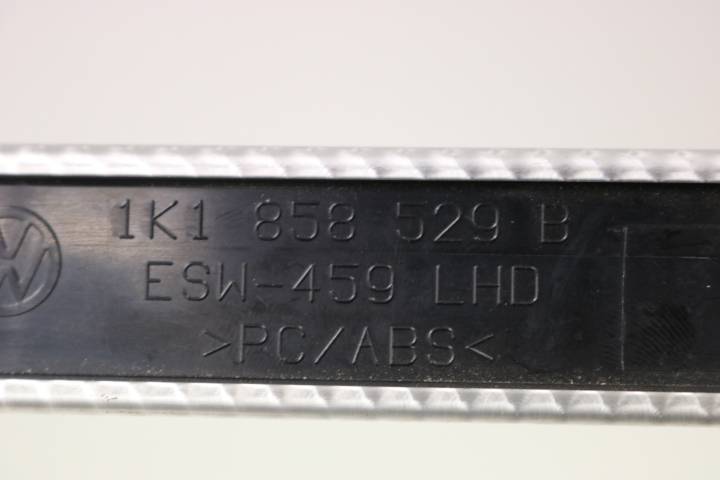 1K1 858 529 B
ESW-459 LHD
>PC/ABS<